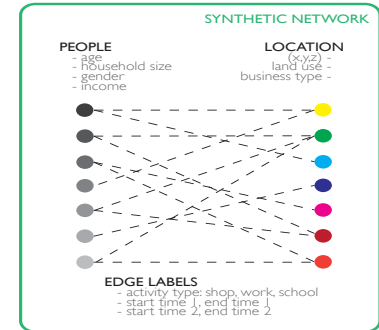 SYNTHETIC NETWORK
PEOPLE
- age
- household size
- gender
- income
LOCATION
(x,y,z) -
land use -
business type -
EDGE LABELS
- activity type: shop, work, school
- start time 1, end time 1
- start time 2, end time 2